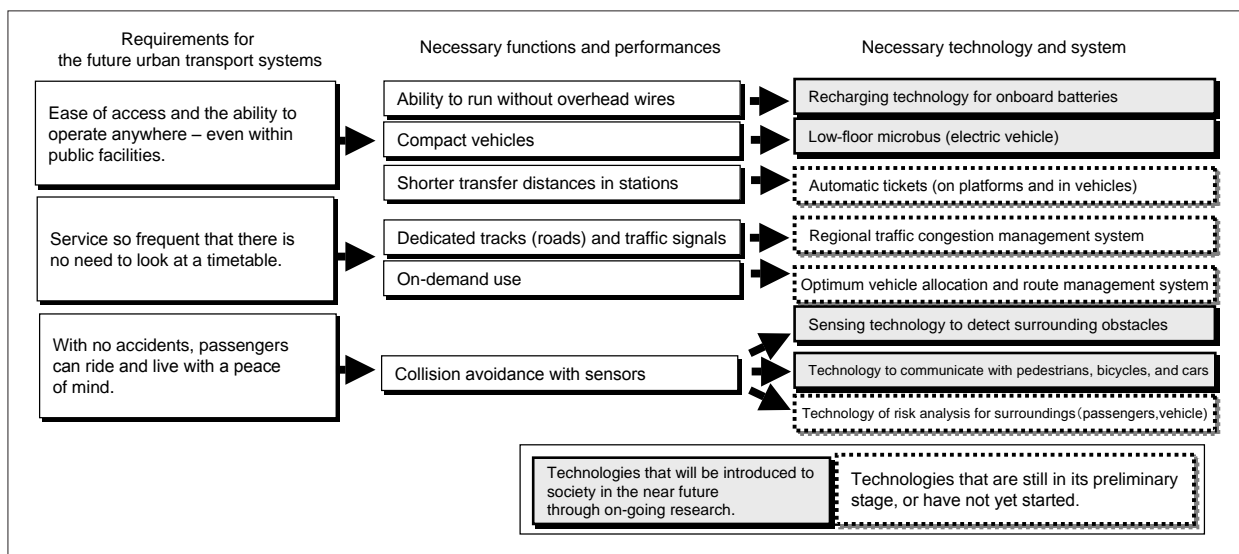 Requirements for
the future urban transport systems
Necessary functions and performances
Necessary technology and system
Ease of access and the ability to
operate anywhere – even within
public facilities.
Ability to run without overhead wires
Recharging technology for onboard batteries
Compact vehicles
Low-floor microbus (electric vehicle)
Shorter transfer distances in stations
Automatic tickets (on platforms and in vehicles)
Service so frequent that there is
no need to look at a timetable.
Dedicated tracks (roads) and traffic signals
Regional traffic congestion management system
On-demand use
Optimum vehicle allocation and route management system
With no accidents, passengers
can ride and live with a peace
of mind.
Collision avoidance with sensors
Sensing technology to detect surrounding obstacles
Technology to communicate with pedestrians, bicycles, and cars
Technology of risk analysis for surroundings(passengers,vehicle)
Technologies that will be introduced to
society in the near future
through on-going research.
Technologies that are still in its preliminary
stage, or have not yet started.